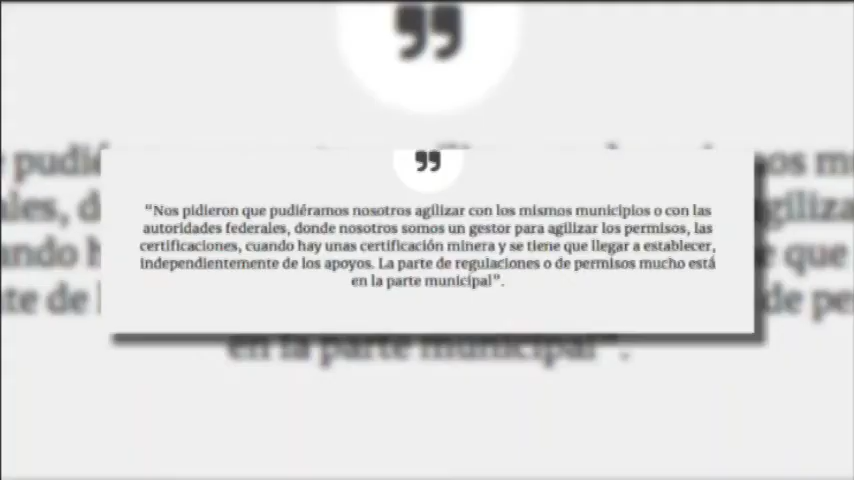 "Nos pidieron que pudiéramos nosotros agilizar con los mismos municipios o con las
autoridades federales, donde nosotros somos un gestor para agilizar los permisos, las
certificaciones, cuando hay unas certificación minera y se tiene que llegar a establecer,
independientemente de los apoyos. La parte de regulaciones o de permisos mucho está
en la parte municipal".